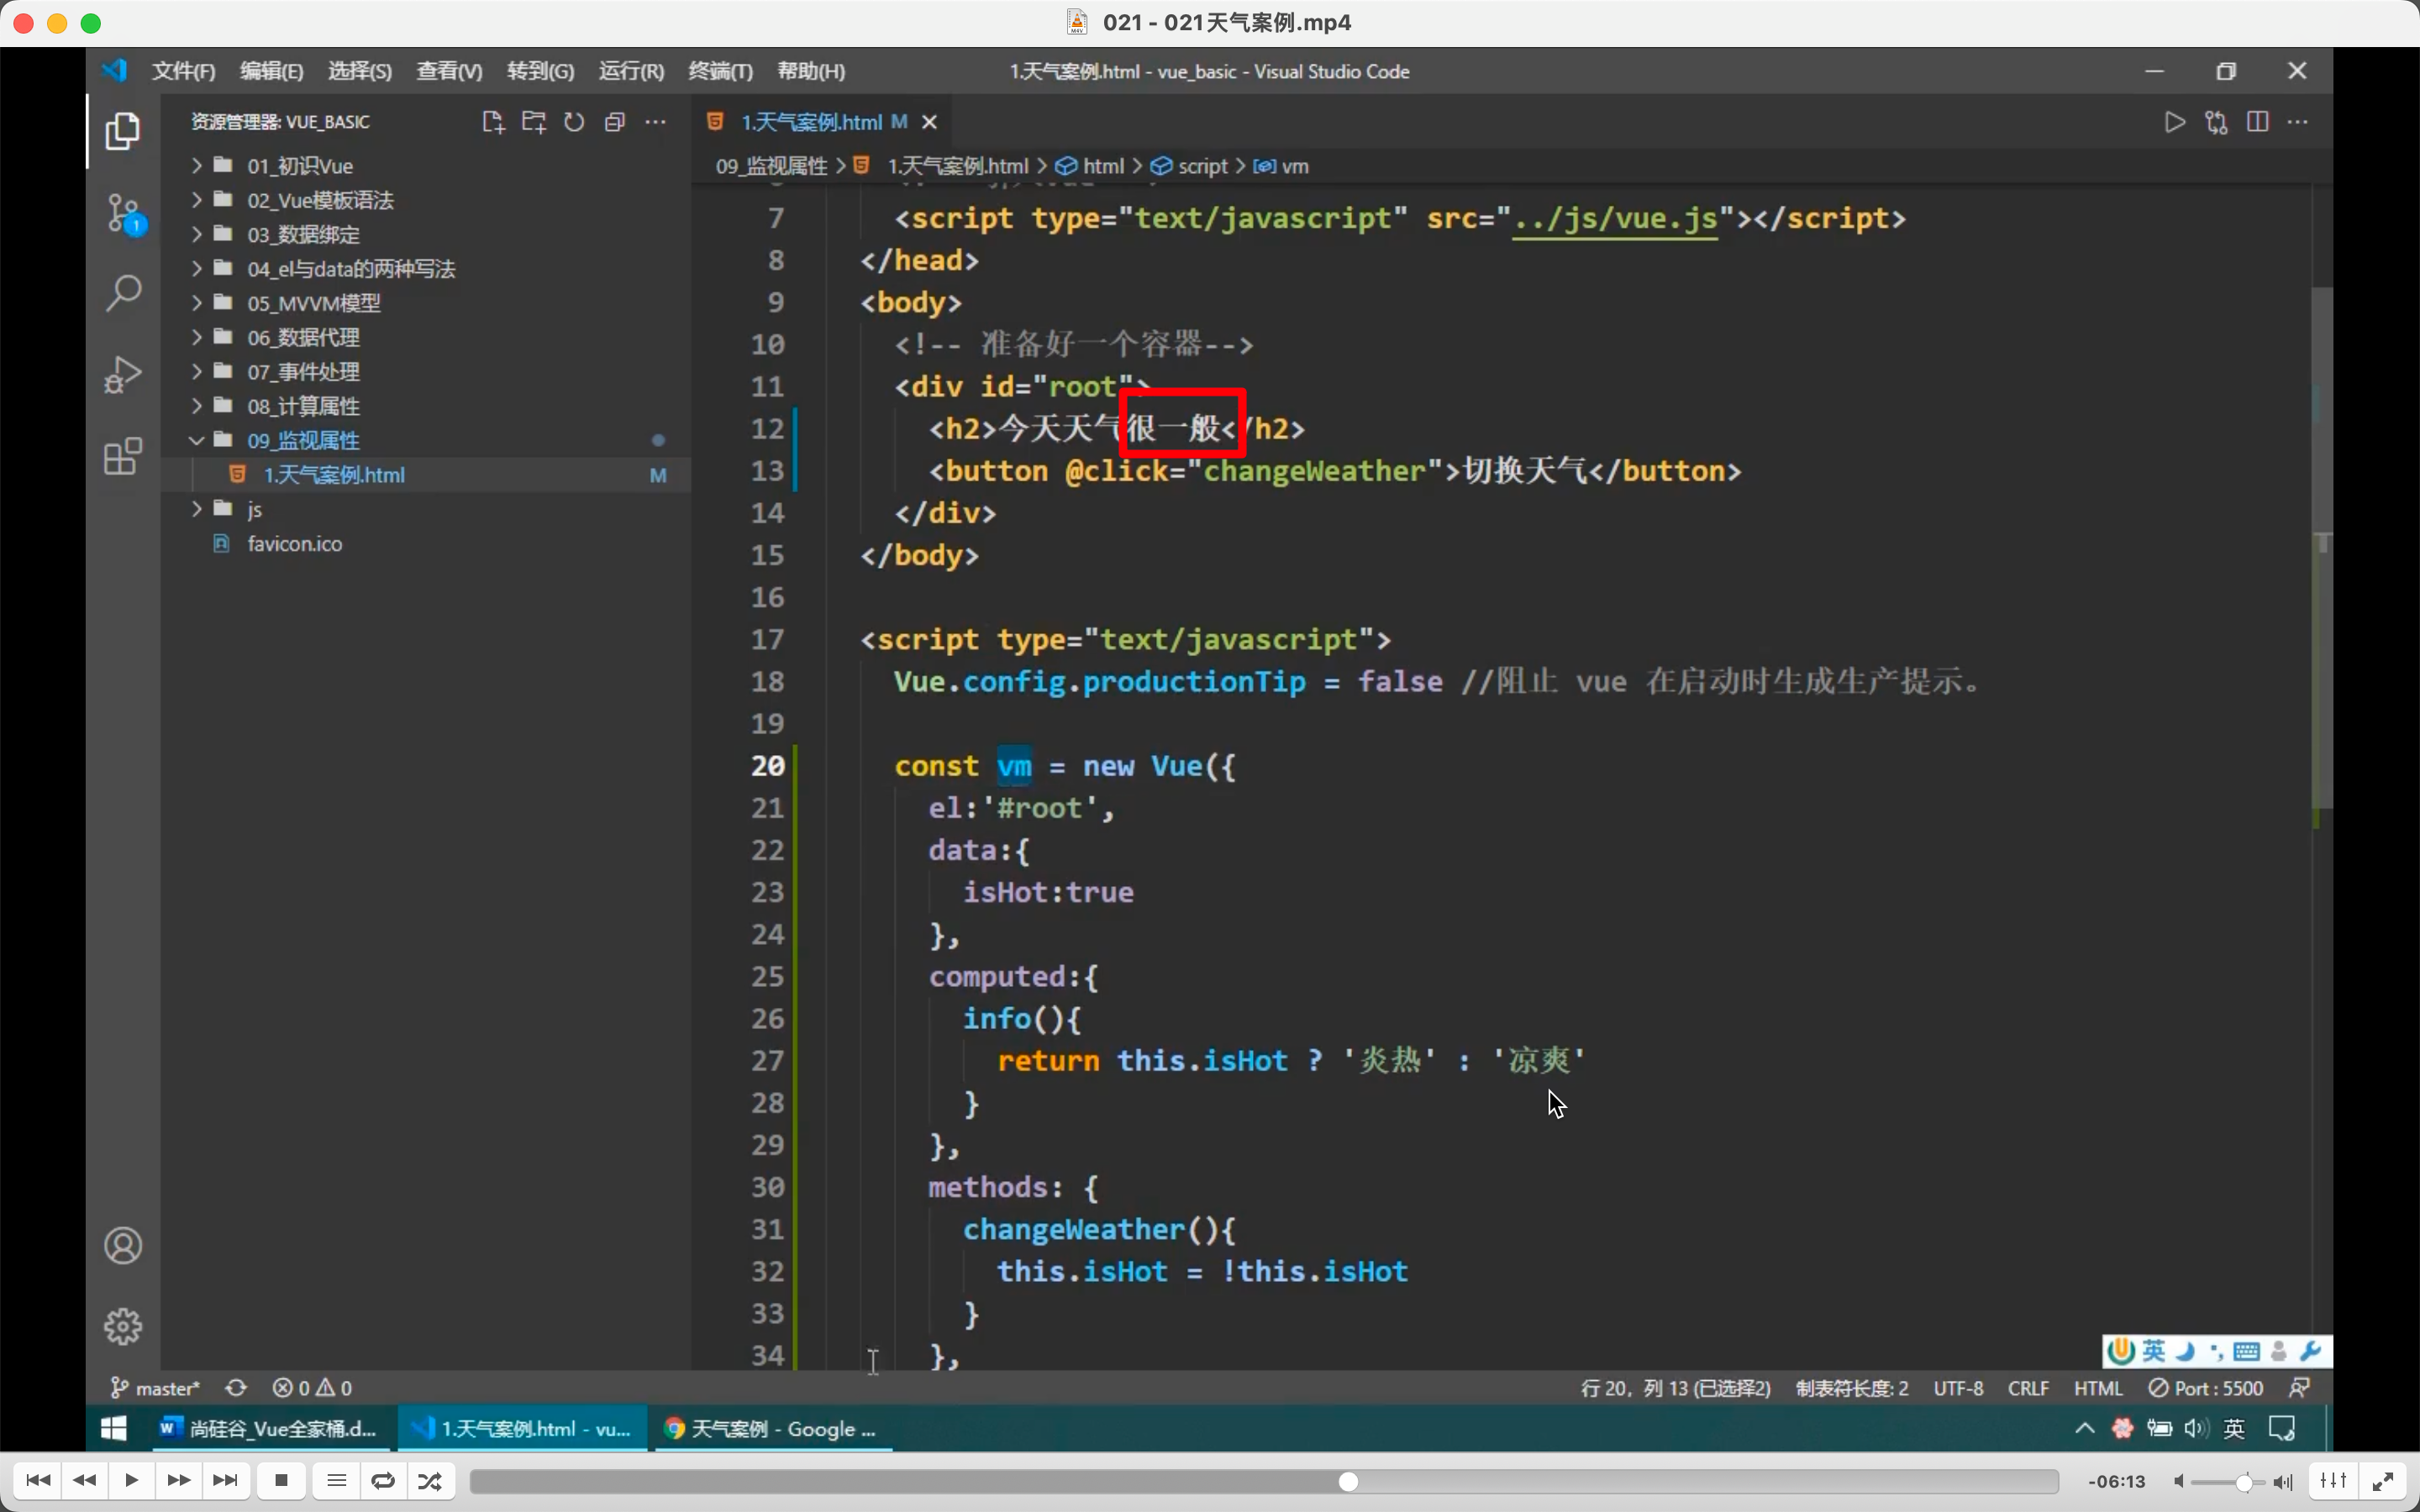 021 - 021天气案例.mp4
文件(F) 编辑(E) 选择(S) 查看(V) 转到(G) 运行(R) 终端(T) 帮助(H)
1.天气案例.html - vue_basic - Visual Studio Code
资源管理器: VUE_BASIC
01_初识Vue
02_Vue模板语法
03_数据绑定
04_el与data的两种写法
05_MVVM模型
06_数据代理
07_事件处理
08_计算属性
09_监视属性
1.天气案例.html M
js
favicon.ico
1.天气案例.html M
09_监视属性 > 1.天气案例.html > html > script > vm
7 <script type="text/javascript" src="../js/vue.js"></script>
8 </head>
9 <body>
10 <!-- 准备好一个容器-->
11 <div id="root">
12 <h2>今天天气很一般</h2>
13 <button @click="changeWeather">切换天气</button>
14 </div>
15 </body>
16
17 <script type="text/javascript">
18 Vue.config.productionTip = false //阻止 vue 在启动时生成生产提示。
19
20 const vm = new Vue({
21 el:'#root',
22 data:{
23 isHot:true
24 },
25 computed:{
26 info(){
27 return this.isHot ? '炎热' : '凉爽'
28 }
29 },
30 methods: {
31 changeWeather(){
32 this.isHot = !this.isHot
33 }
34 },
英
master* 0 0
行 20，列 13 (已选择2) 制表符长度: 2 UTF-8 CRLF HTML Port : 5500
尚硅谷_Vue全家桶.d... 1.天气案例.html - vu... 天气案例 - Google ...
英
-06:13